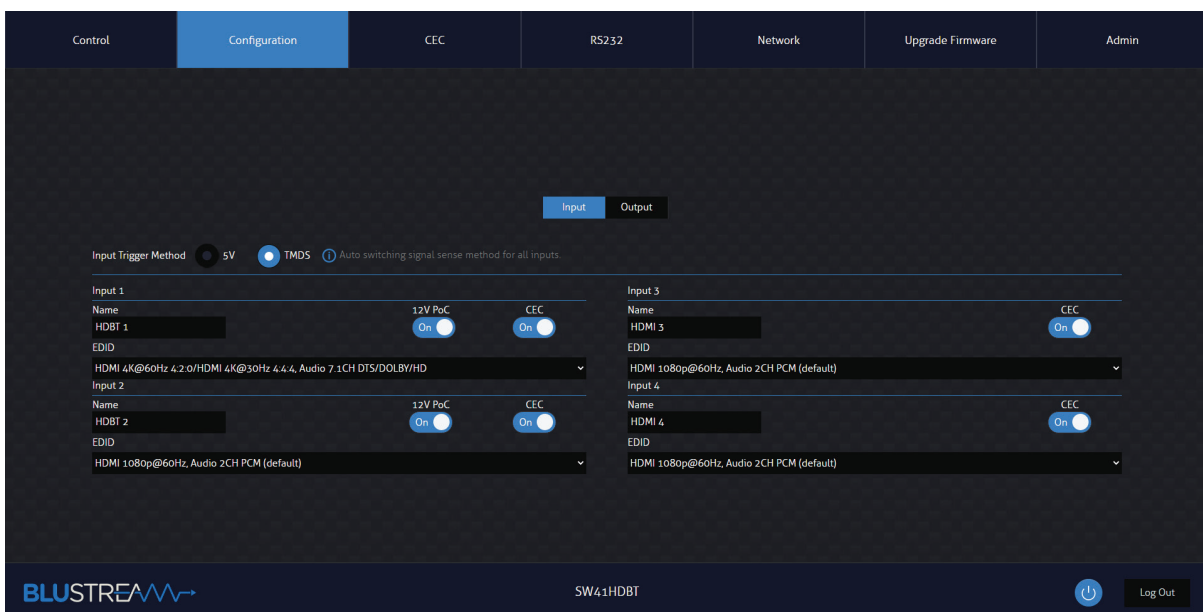 Control Configuration CEC RS232 Network Upgrade Firmware Admin
Input Output
Input Trigger Method 5V TMDS Auto switching signal sense method for all inputs.
Input 1
Name 12V PoC CEC
HDBT 1 On On
EDID
HDMI 4K@60Hz 4:2:0/HDMI 4K@30Hz 4:4:4, Audio 7.1CH DTS/DOLBY/HD
Input 2
Name 12V PoC CEC
HDBT 2 On On
EDID
HDMI 1080p@60Hz, Audio 2CH PCM (default)
Input 3
Name CEC
HDMI 3 On
EDID
HDMI 1080p@60Hz, Audio 2CH PCM (default)
Input 4
Name CEC
HDMI 4 On
EDID
HDMI 1080p@60Hz, Audio 2CH PCM (default)
BLUSTREAM SW41HDBT Log Out